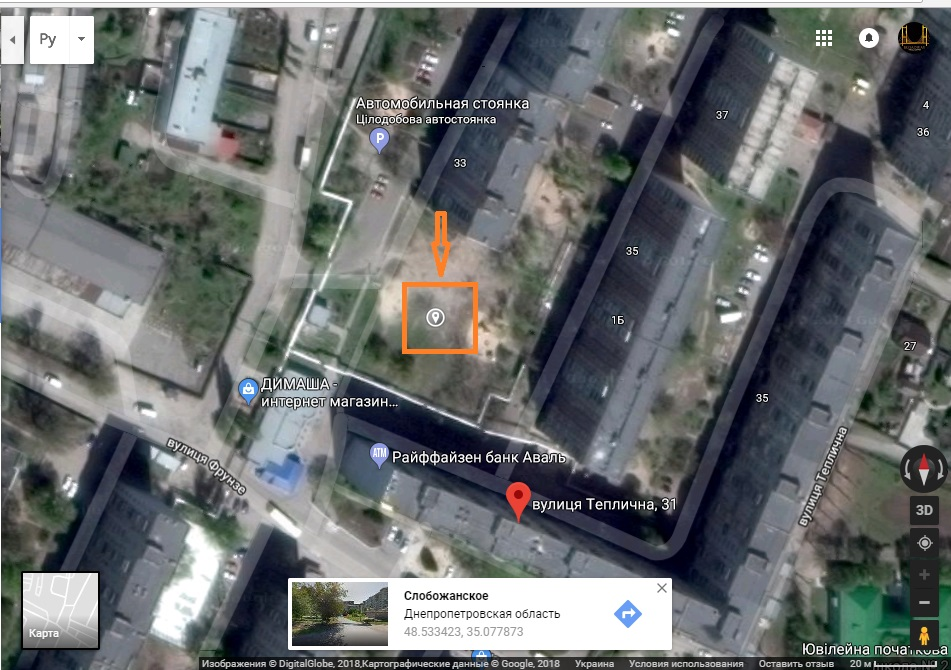 Ру
Автомобильная стоянка
Цілодобова автостоянка
P
33
37
4
36
35
1Б
27
35
ДИМАША -
интернет магазин...
вулиця Фрунзе
ATM
Райффайзен банк Аваль
вулиця Теплична, 31
вулиця Теплична
3D
Слобожанское
Днепропетровская область
48.533423, 35.077873
Карта
Ювілейна початкова
Изображения © DigitalGlobe, 2018,Картографические данные © Google, 2018 Украина Условия использования Оставить отзыв 20 м